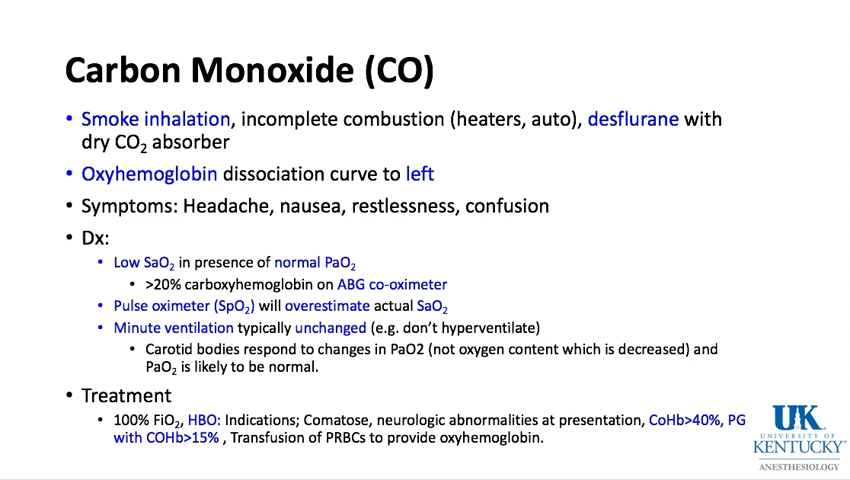 Carbon Monoxide (CO)
• Smoke inhalation, incomplete combustion (heaters, auto), desflurane with
dry CO₂ absorber
• Oxyhemoglobin dissociation curve to left
• Symptoms: Headache, nausea, restlessness, confusion
• Dx:
• Low SaO₂ in presence of normal PaO₂
• >20% carboxyhemoglobin on ABG co-oximeter
• Pulse oximeter (SpO₂) will overestimate actual SaO₂
• Minute ventilation typically unchanged (e.g. don't hyperventilate)
• Carotid bodies respond to changes in PaO2 (not oxygen content which is decreased) and
PaO₂ is likely to be normal.
• Treatment
• 100% FiO₂, HBO: Indications; Comatose, neurologic abnormalities at presentation, CoHb>40%, PG
with COHb>15% , Transfusion of PRBCs to provide oxyhemoglobin.
UK
UNIVERSITY OF
KENTUCKY
ANESTHESIOLOGY